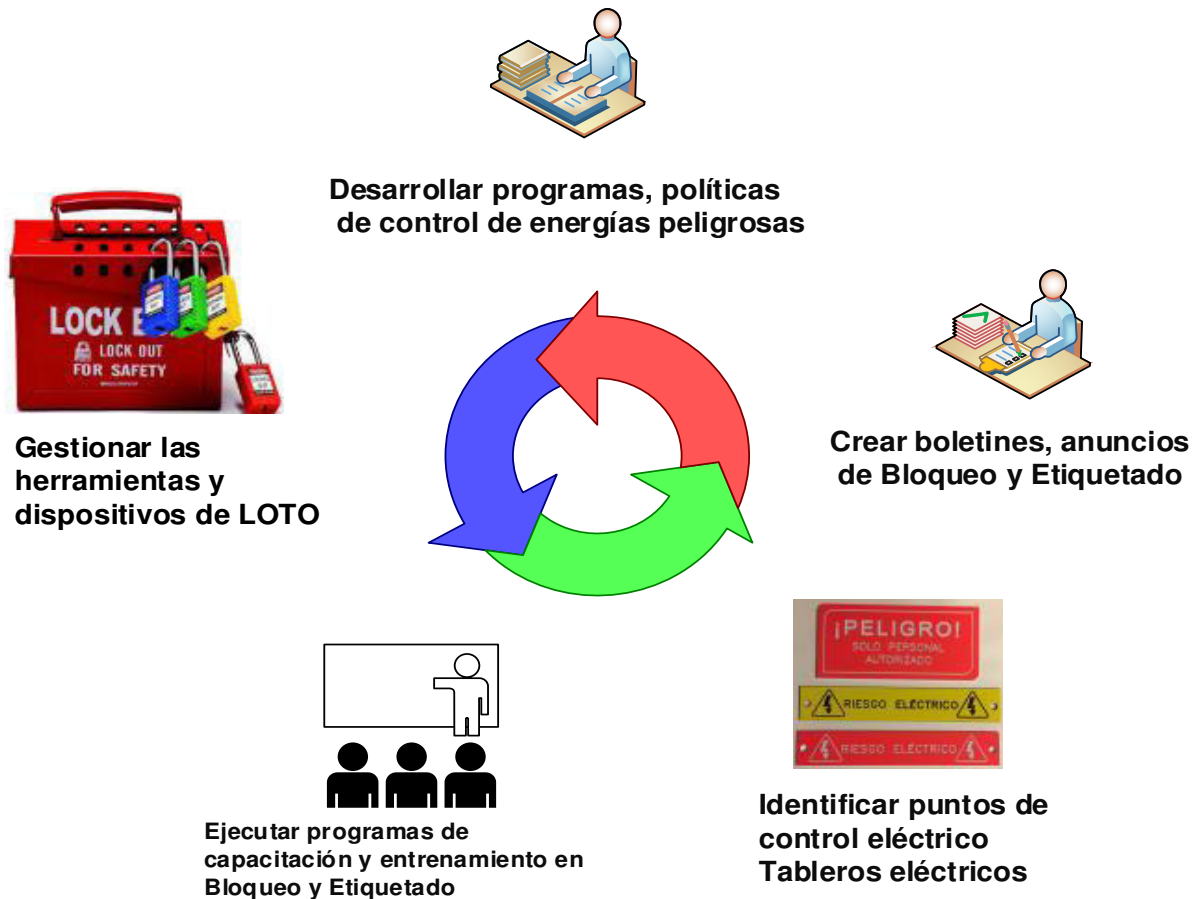 Desarrollar programas, políticas
de control de energías peligrosas
LOCK
LOCK OUT
FOR SAFETY
Gestionar las
herramientas y
dispositivos de LOTO
Crear boletines, anuncios
de Bloqueo y Etiquetado
¡PELIGRO!
SOLO PERSONAL
AUTORIZADO
RIESGO ELÉCTRICO
RIESGO ELÉCTRICO
Identificar puntos de
control eléctrico
Tableros eléctricos
Ejecutar programas de
capacitación y entrenamiento en
Bloqueo y Etiquetado